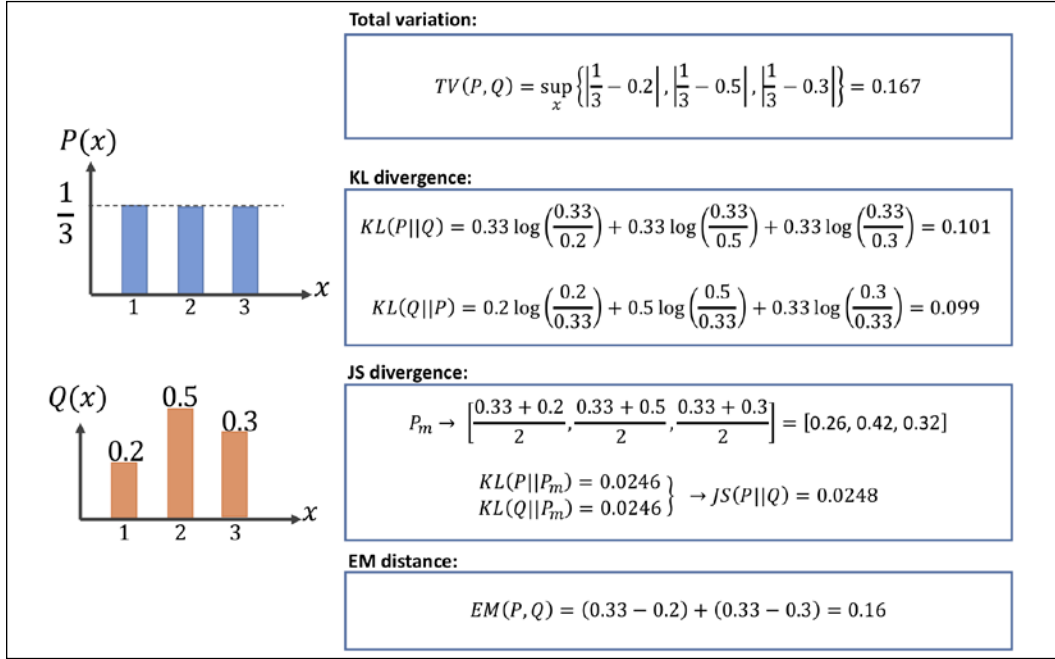 Total variation:
TV(P, Q) = sup_x {|1/3 − 0.2|, |1/3 − 0.5|, |1/3 − 0.3|} = 0.167
P(x)
1/3
x
1 2 3
KL divergence:
KL(P||Q) = 0.33 log(0.33/0.2) + 0.33 log(0.33/0.5) + 0.33 log(0.33/0.3) = 0.101
KL(Q||P) = 0.2 log(0.2/0.33) + 0.5 log(0.5/0.33) + 0.33 log(0.3/0.33) = 0.099
Q(x)
0.2
0.5
0.3
x
1 2 3
JS divergence:
P_m → [(0.33 + 0.2)/2, (0.33 + 0.5)/2, (0.33 + 0.3)/2] = [0.26, 0.42, 0.32]
KL(P||P_m) = 0.0246
KL(Q||P_m) = 0.0246
} → JS(P||Q) = 0.0248
EM distance:
EM(P, Q) = (0.33 − 0.2) + (0.33 − 0.3) = 0.16